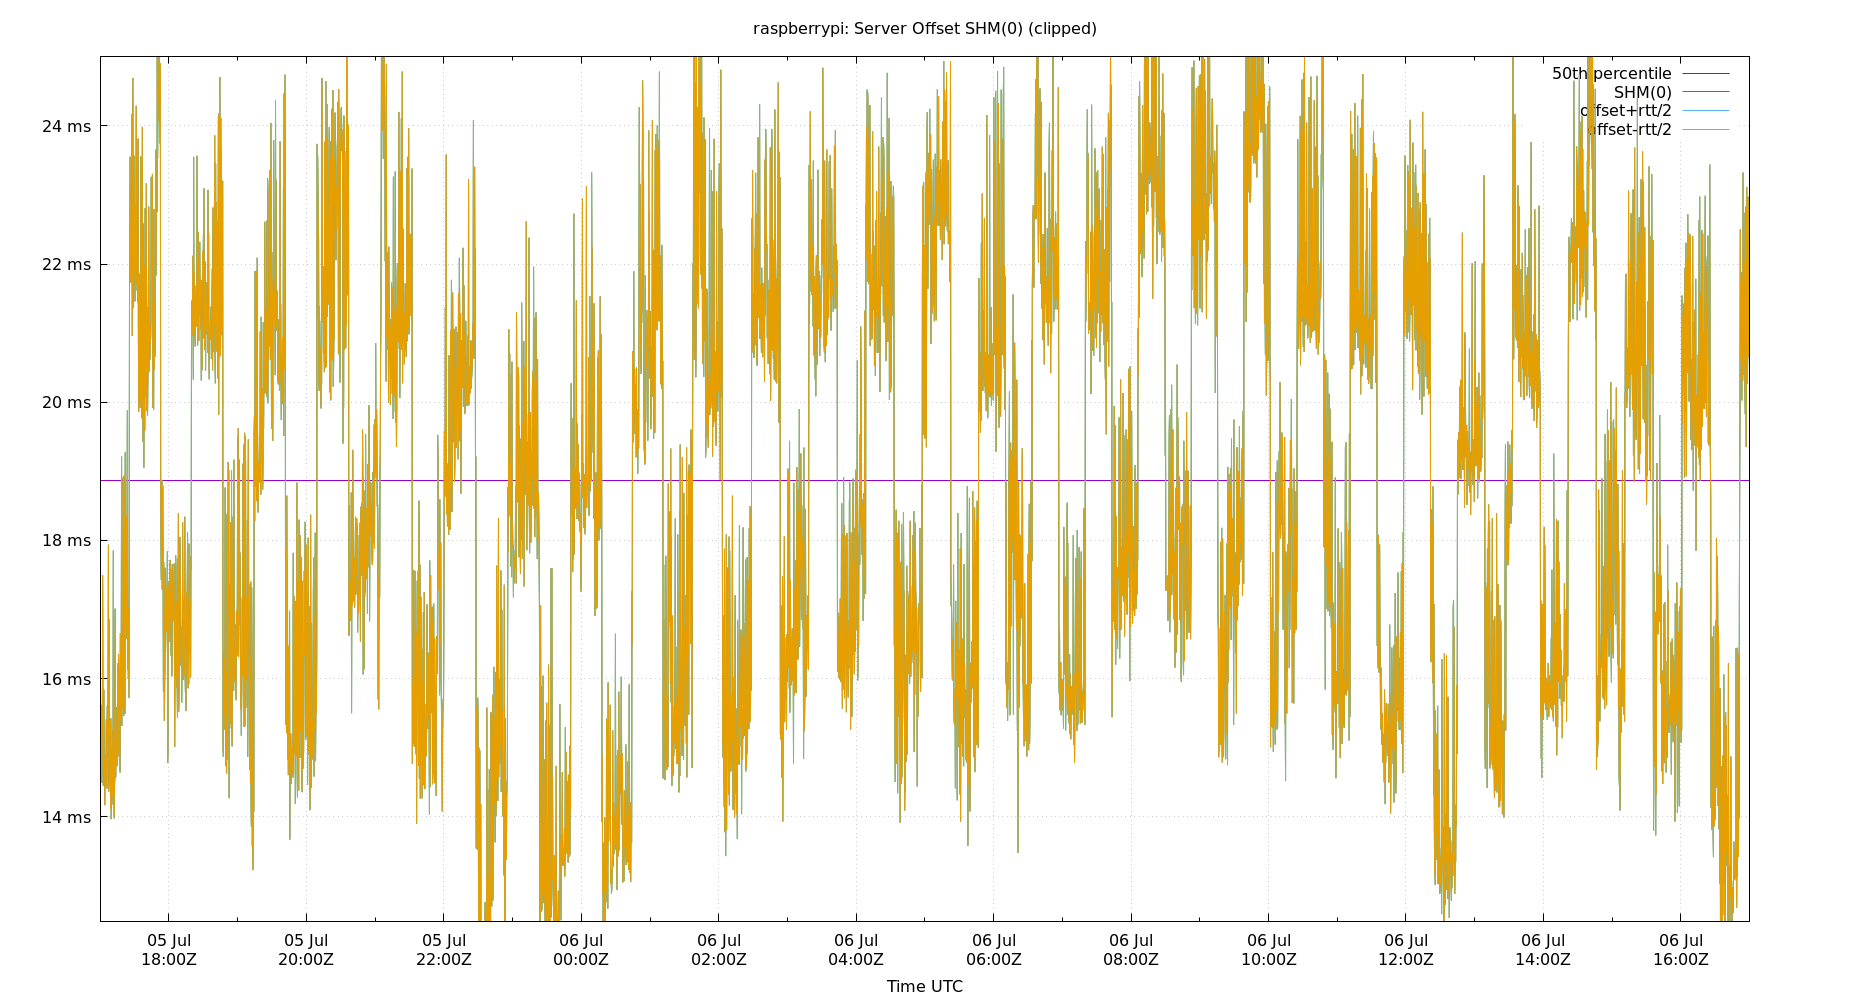 raspberrypi: Server Offset SHM(0) (clipped)
50th percentile
SHM(0)
offset+rtt/2
offset-rtt/2
24 ms
22 ms
20 ms
18 ms
16 ms
14 ms
05 Jul 05 Jul 05 Jul 06 Jul 06 Jul 06 Jul 06 Jul 06 Jul 06 Jul 06 Jul 06 Jul 06 Jul
18:00Z 20:00Z 22:00Z 00:00Z 02:00Z 04:00Z 06:00Z 08:00Z 10:00Z 12:00Z 14:00Z 16:00Z
Time UTC